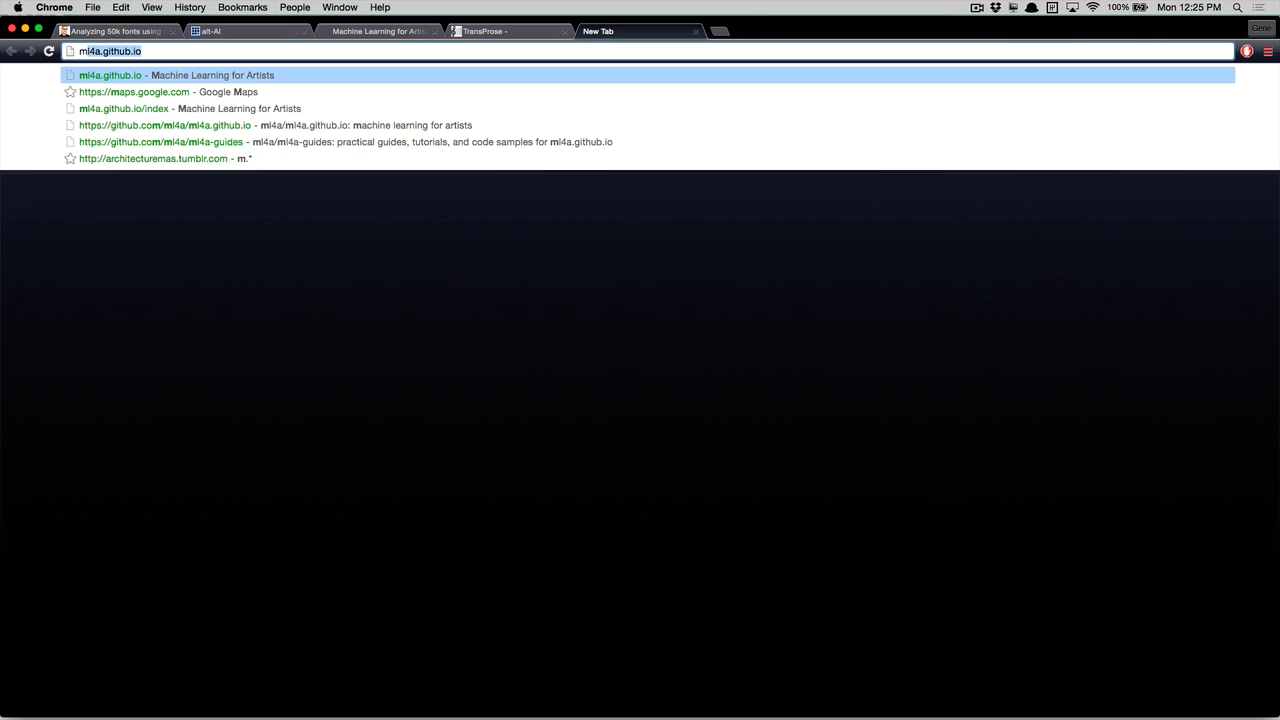 Chrome File Edit View History Bookmarks People Window Help 100% Mon 12:25 PM
Analyzing 50k fonts using alt-AI Machine Learning for Artis TransProse - New Tab Gene
ml4a.github.io
ml4a.github.io - Machine Learning for Artists
https://maps.google.com - Google Maps
ml4a.github.io/index - Machine Learning for Artists
https://github.com/ml4a/ml4a.github.io - ml4a/ml4a.github.io: machine learning for artists
https://github.com/ml4a/ml4a-guides - ml4a/ml4a-guides: practical guides, tutorials, and code samples for ml4a.github.io
http://architecturemas.tumblr.com - m.*